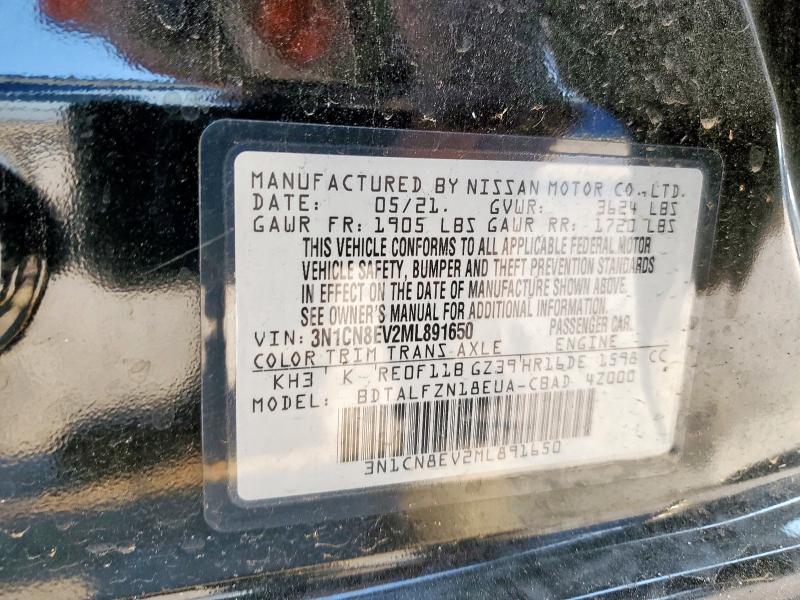 MANUFACTURED BY NISSAN MOTOR CO.,LTD.
DATE: 05/21. GVWR: 3624 LBS
GAWR FR: 1905 LBS GAWR RR: 1720 LBS
THIS VEHICLE CONFORMS TO ALL APPLICABLE FEDERAL MOTOR
VEHICLE SAFETY, BUMPER AND THEFT PREVENTION STANDARDS
IN EFFECT ON THE DATE OF MANUFACTURE SHOWN ABOVE.
SEE OWNER'S MANUAL FOR ADDITIONAL INFORMATION.
VIN: 3N1CN8EV2ML891650 PASSENGER CAR
COLOR TRIM TRANS AXLE ENGINE
KH3 K RE0F11B GZ39 HR16DE 1598 CC
MODEL: BDTALFZN18EUA-CBAD 42000
3N1CN8EV2ML891650